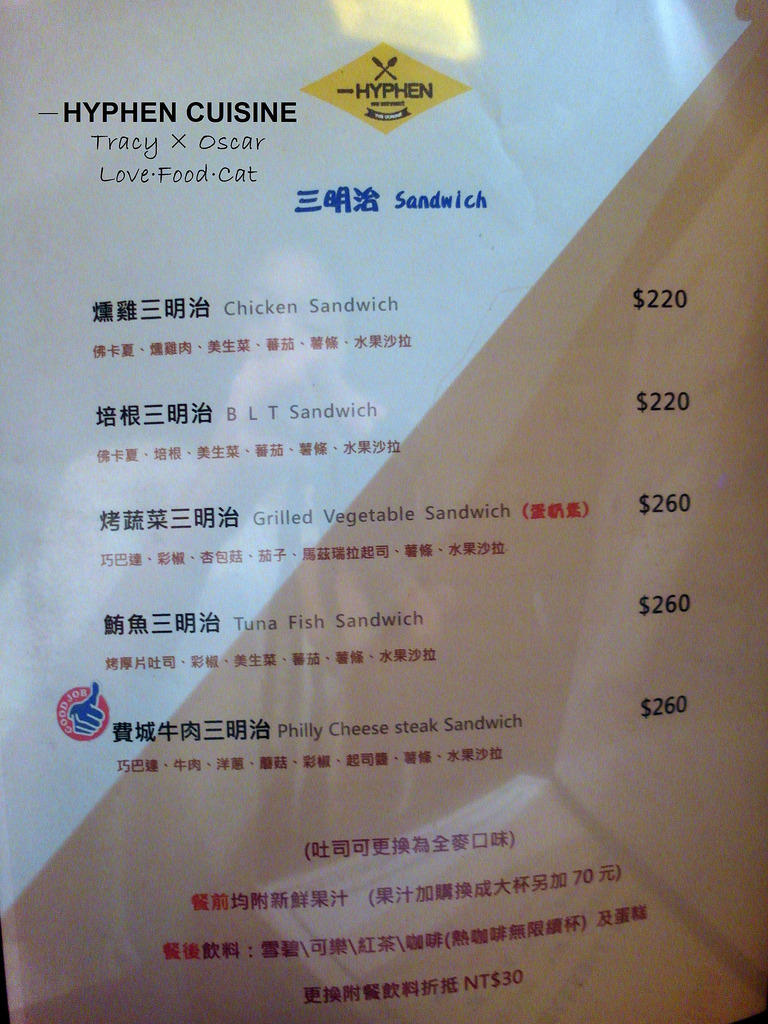 —HYPHEN CUISINE
Tracy × Oscar
Love·Food·Cat
—HYPHEN
THE CUISINE
三明治 Sandwich
燻雞三明治 Chicken Sandwich $220
佛卡夏、燻雞肉、美生菜、蕃茄、薯條、水果沙拉
培根三明治 B L T Sandwich $220
佛卡夏、培根、美生菜、蕃茄、薯條、水果沙拉
烤蔬菜三明治 Grilled Vegetable Sandwich (蛋奶素) $260
巧巴達、彩椒、杏包菇、茄子、馬茲瑞拉起司、薯條、水果沙拉
鮪魚三明治 Tuna Fish Sandwich $260
烤厚片吐司、彩椒、美生菜、蕃茄、薯條、水果沙拉
GOOD JOB
費城牛肉三明治 Philly Cheese steak Sandwich $260
巧巴達、牛肉、洋蔥、蘑菇、彩椒、起司醬、薯條、水果沙拉
(吐司可更換為全麥口味)
餐前均附新鮮果汁 (果汁加購換成大杯另加 70 元)
餐後飲料：雪碧\可樂\紅茶\咖啡(熱咖啡無限續杯) 及蛋糕
更換附餐飲料折抵 NT$30